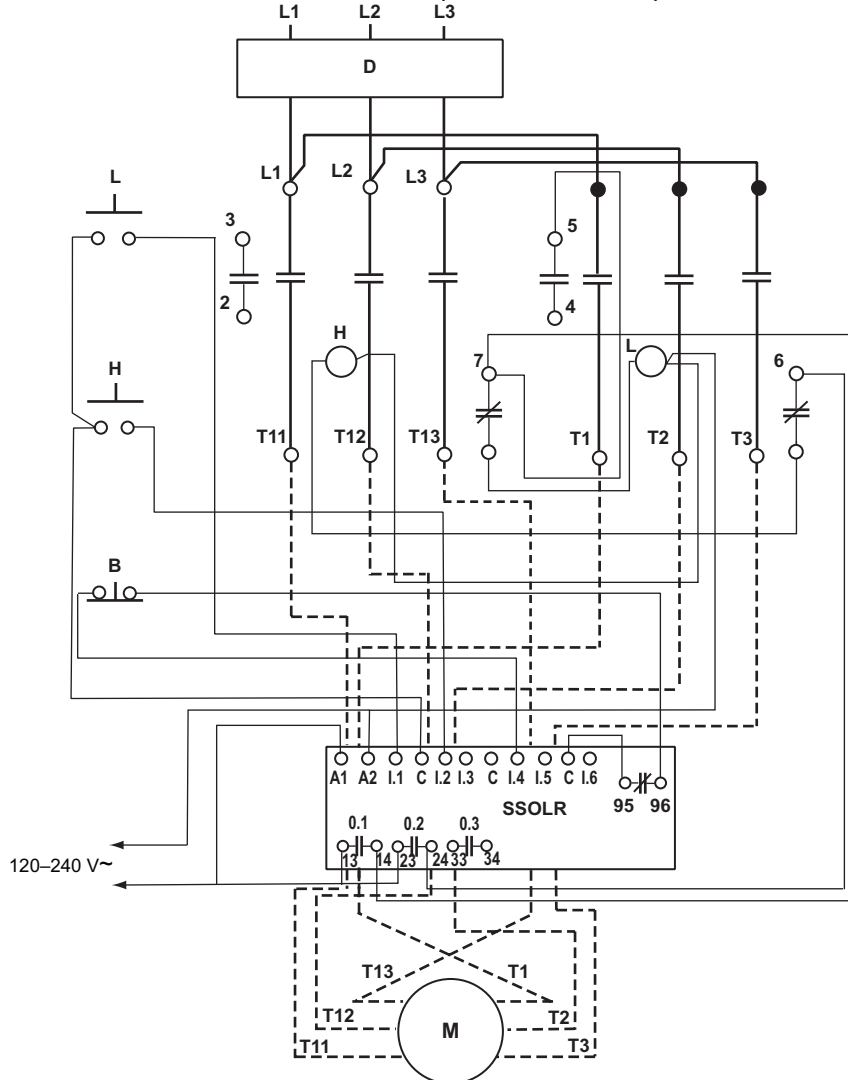 L1 L2 L3
D
L1 L2 L3
L
3 5
2 4
H L
7 6
H
T11 T12 T13 T1 T2 T3
B
A1 A2 I.1 C I.2 I.3 C I.4 I.5 C I.6
95 96
SSOLR
0.1 0.2 0.3
13 14 23 24 33 34
120–240 V~
T13 T1
T12 T2
M
T11 T3